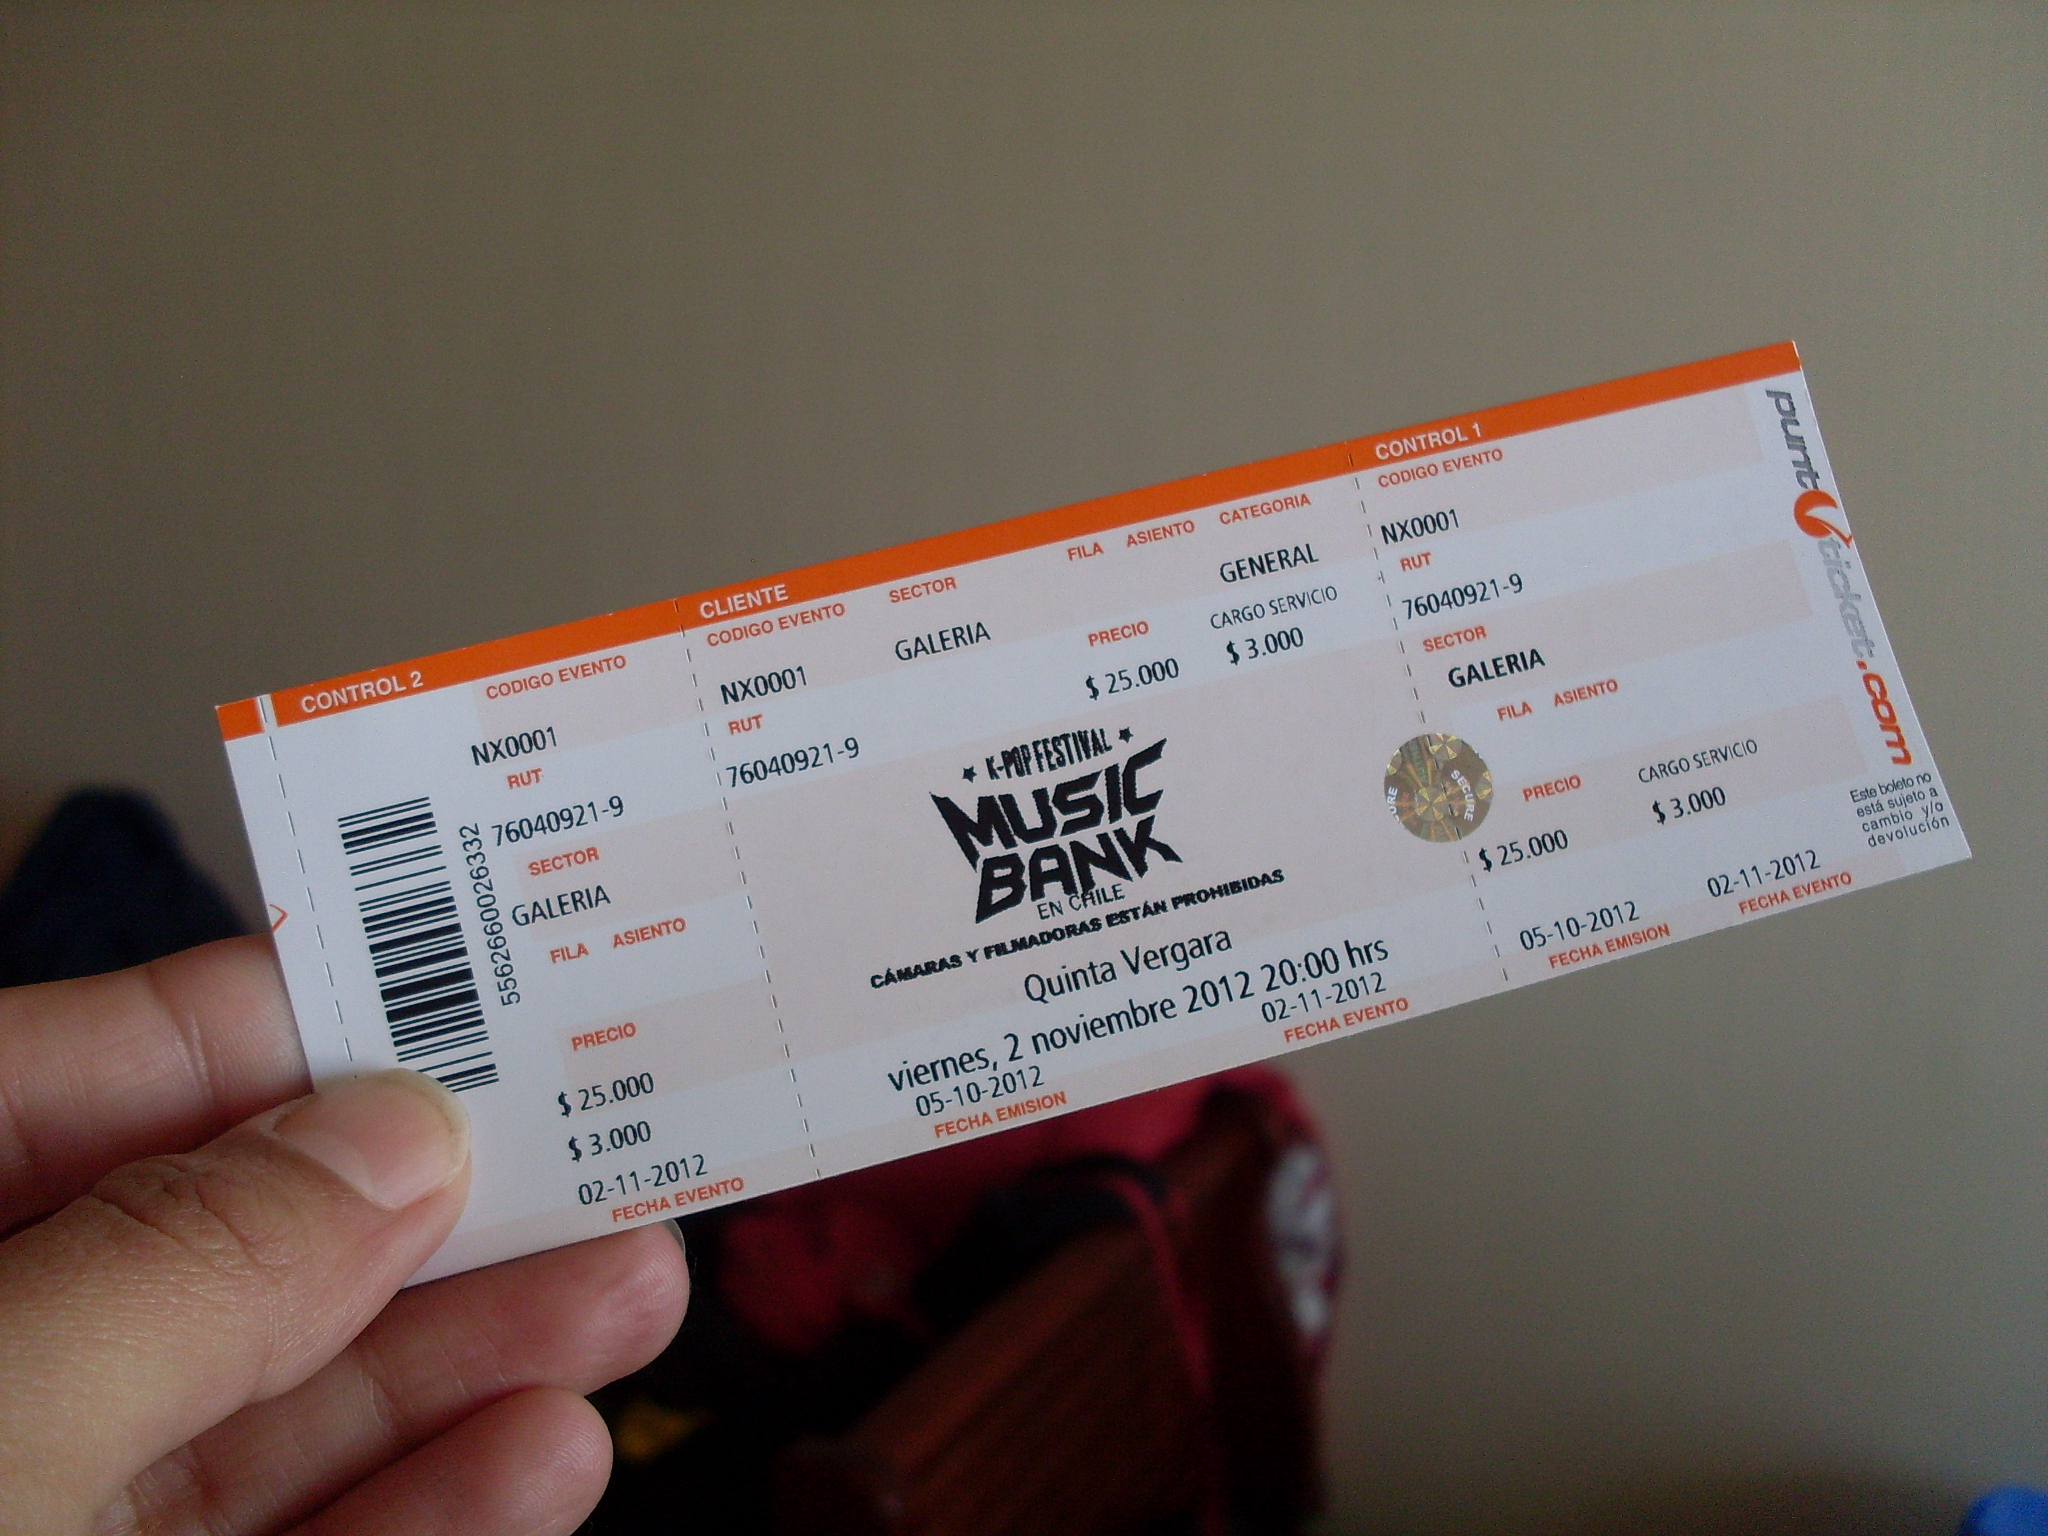 CONTROL 2
CODIGO EVENTO
NX0001
RUT
76040921-9
SECTOR
GALERIA
FILA ASIENTO
PRECIO
$ 25.000
$ 3.000
02-11-2012
FECHA EVENTO
556266600026332
CLIENTE
CODIGO EVENTO SECTOR FILA ASIENTO CATEGORIA
NX0001 GALERIA GENERAL
RUT PRECIO CARGO SERVICIO
76040921-9 $ 25.000 $ 3.000
K-POP FESTIVAL
MUSIC
BANK
EN CHILE
CÁMARAS Y FILMADORAS ESTÁN PROHIBIDAS
Quinta Vergara
viernes, 2 noviembre 2012 20:00 hrs
05-10-2012 02-11-2012
FECHA EMISION FECHA EVENTO
SECURE
CONTROL 1
CODIGO EVENTO
NX0001
RUT
76040921-9
SECTOR
GALERIA
FILA ASIENTO
PRECIO CARGO SERVICIO
$ 25.000 $ 3.000
05-10-2012 02-11-2012
FECHA EMISION FECHA EVENTO
puntoticket.com
Este boleto no
está sujeto a
cambio y/o
devolución